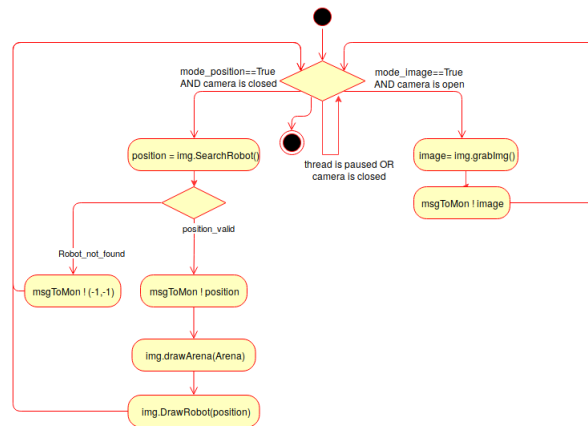 mode_position==True
AND camera is closed
mode_image==True
AND camera is open
position = img.SearchRobot()
thread is paused OR
camera is closed
image= img.grabImg()
msgToMon ! image
position_valid
Robot_not_found
msgToMon ! (-1,-1)
msgToMon ! position
img.drawArena(Arena)
img.DrawRobot(position)